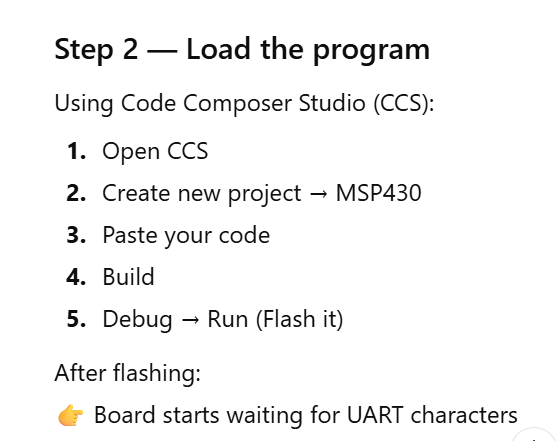 Step 2 — Load the program
Using Code Composer Studio (CCS):
1. Open CCS
2. Create new project → MSP430
3. Paste your code
4. Build
5. Debug → Run (Flash it)
After flashing:
👉 Board starts waiting for UART characters